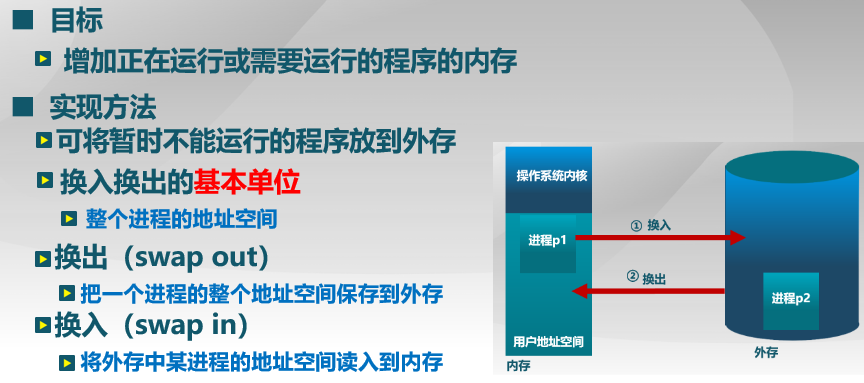 目标
增加正在运行或需要运行的程序的内存
实现方法
可将暂时不能运行的程序放到外存
换入换出的基本单位
整个进程的地址空间
换出（swap out）
把一个进程的整个地址空间保存到外存
换入（swap in）
将外存中某进程的地址空间读入到内存
操作系统内核
进程p1
① 换入
② 换出
进程p2
用户地址空间
内存
外存